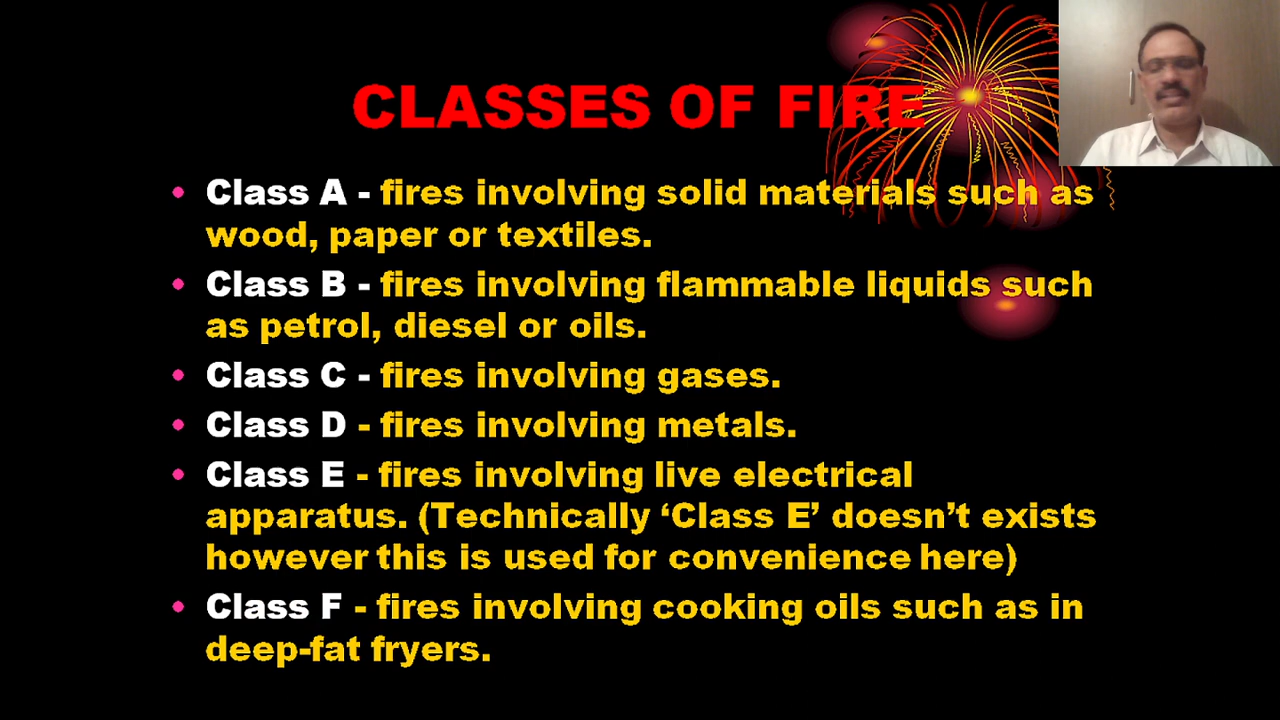 CLASSES OF FIRE
• Class A - fires involving solid materials such as
wood, paper or textiles.
• Class B - fires involving flammable liquids such
as petrol, diesel or oils.
• Class C - fires involving gases.
• Class D - fires involving metals.
• Class E - fires involving live electrical
apparatus. (Technically ‘Class E’ doesn’t exists
however this is used for convenience here)
• Class F - fires involving cooking oils such as in
deep-fat fryers.